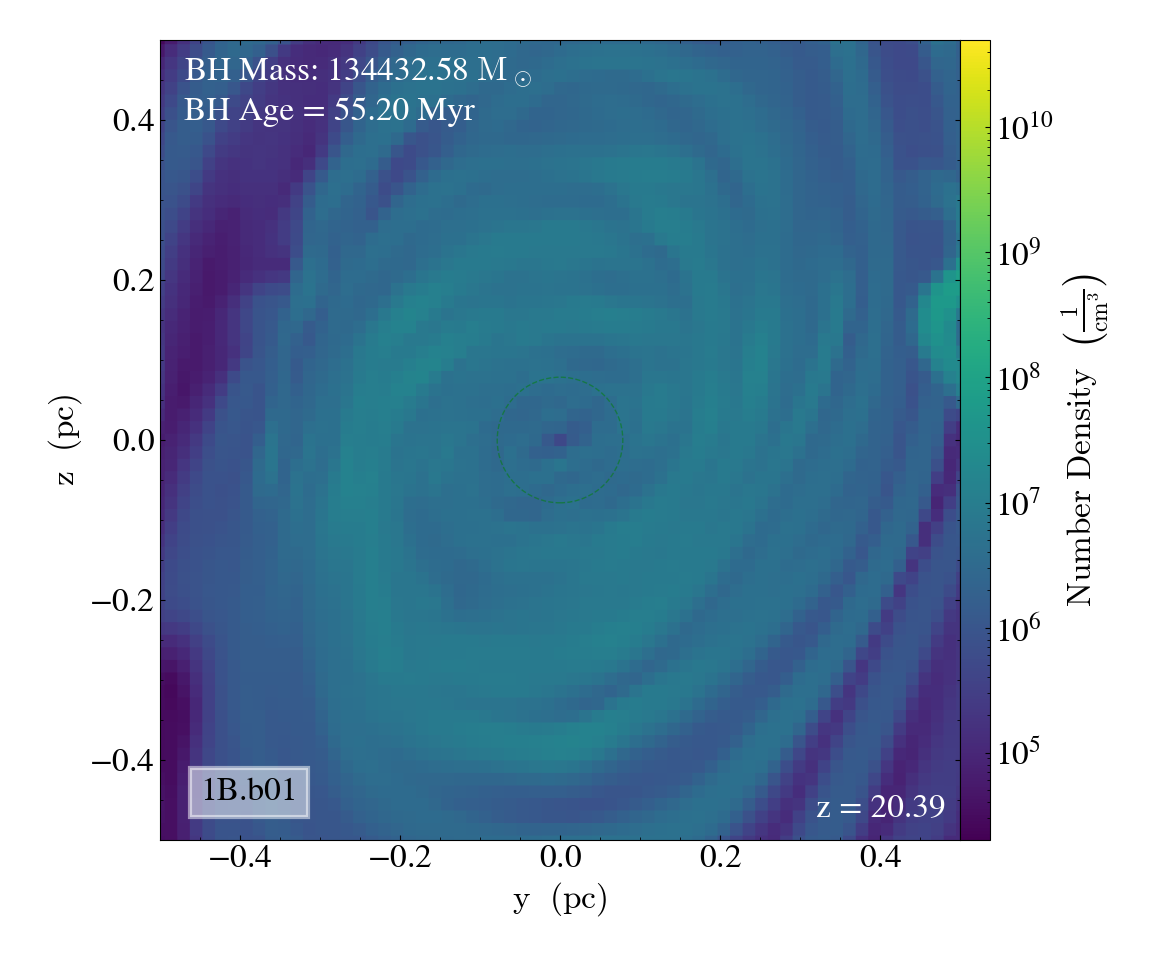 BH Mass: 134432.58 M⊙
BH Age = 55.20 Myr
1B.b01
z = 20.39
0.4
0.2
0.0
−0.2
−0.4
z (pc)
−0.4
−0.2
0.0
0.2
0.4
y (pc)
10¹⁰
10⁹
10⁸
10⁷
10⁶
10⁵
Number Density (1/cm³)